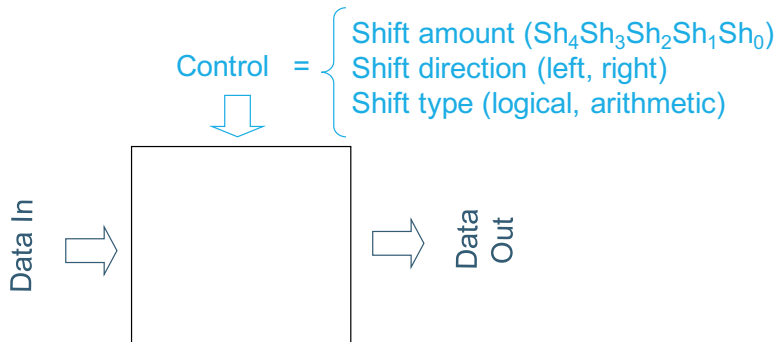 Shift amount (Sh₄Sh₃Sh₂Sh₁Sh₀)
Control = Shift direction (left, right)
Shift type (logical, arithmetic)
Data In
Data
Out